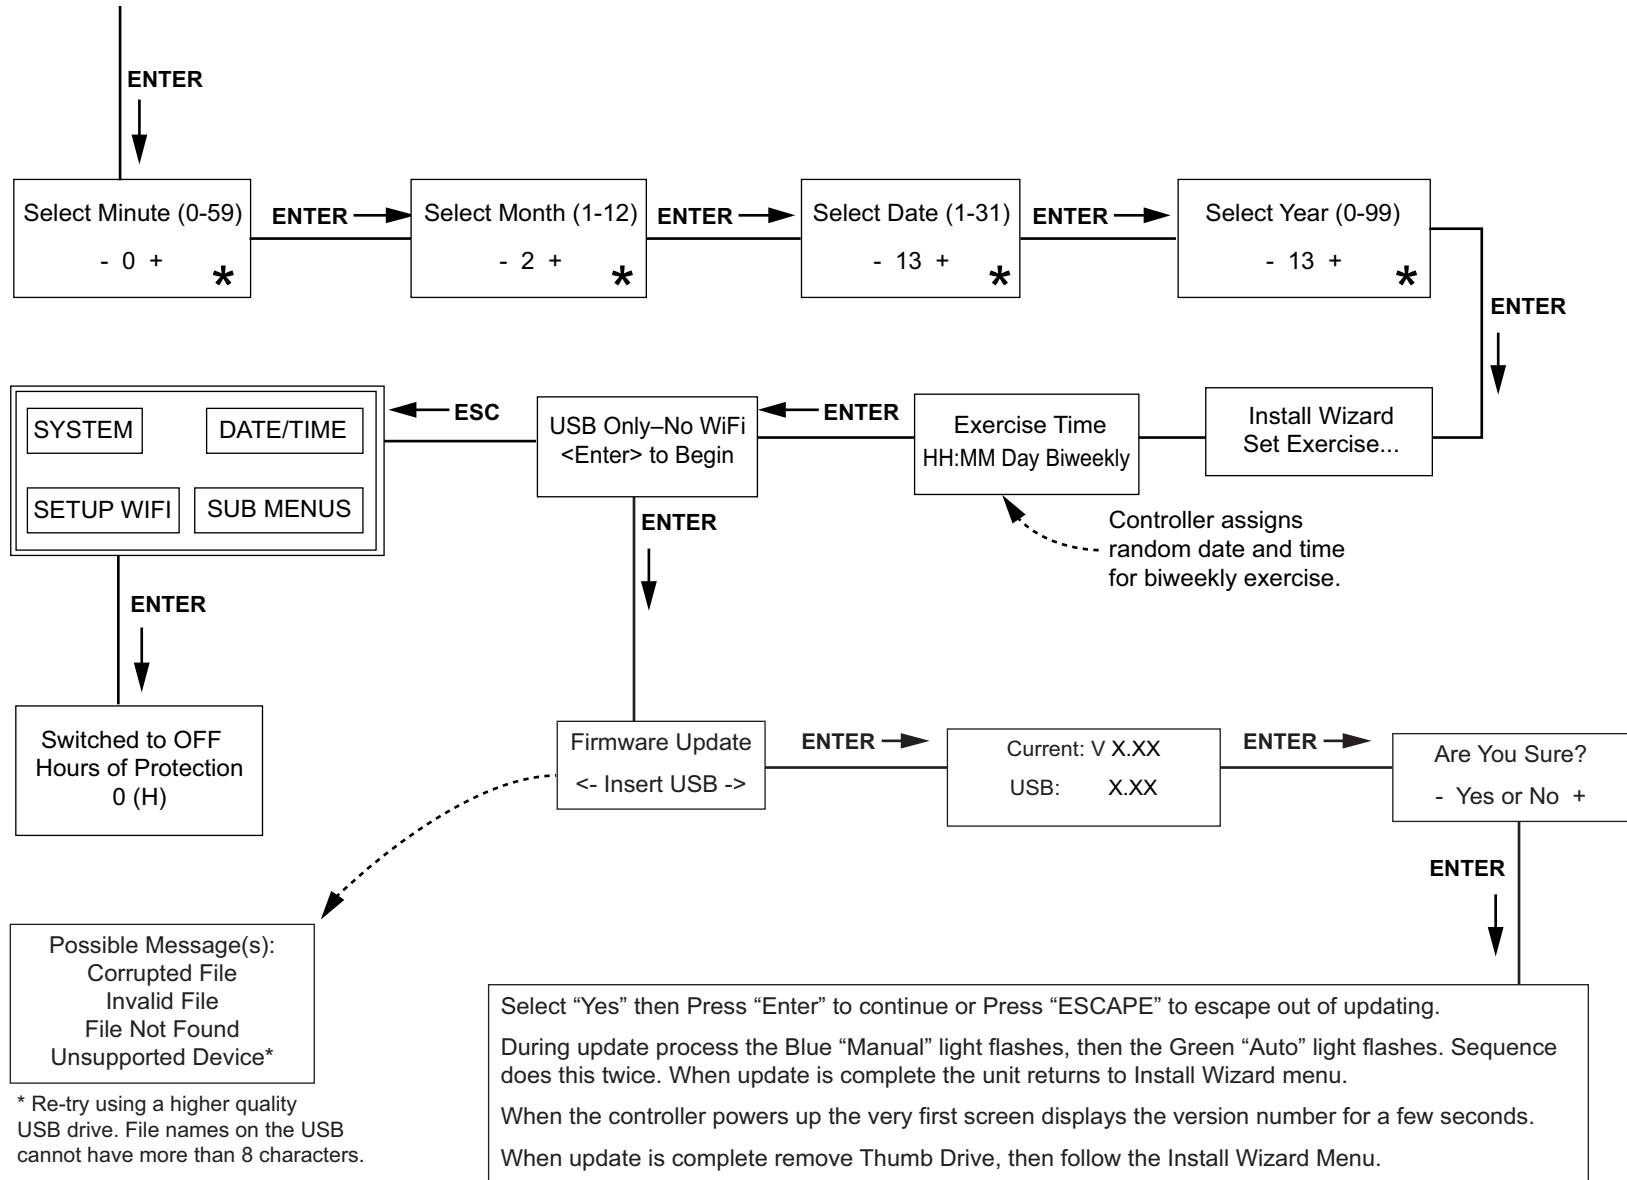 ENTER
Select Minute (0-59)
- 0 +
*
ENTER
Select Month (1-12)
- 2 +
*
ENTER
Select Date (1-31)
- 13 +
*
ENTER
Select Year (0-99)
- 13 +
*
ENTER
Install Wizard
Set Exercise...
Exercise Time
HH:MM Day Biweekly
Controller assigns
random date and time
for biweekly exercise.
ENTER
USB Only–No WiFi
<Enter> to Begin
ESC
SYSTEM
DATE/TIME
SETUP WIFI
SUB MENUS
ENTER
Switched to OFF
Hours of Protection
0 (H)
ENTER
Firmware Update
<- Insert USB ->
ENTER
Current: V X.XX
USB: X.XX
ENTER
Are You Sure?
- Yes or No +
ENTER
Possible Message(s):
Corrupted File
Invalid File
File Not Found
Unsupported Device*
* Re-try using a higher quality
USB drive. File names on the USB
cannot have more than 8 characters.
Select “Yes” then Press “Enter” to continue or Press “ESCAPE” to escape out of updating.
During update process the Blue “Manual” light flashes, then the Green “Auto” light flashes. Sequence
does this twice. When update is complete the unit returns to Install Wizard menu.
When the controller powers up the very first screen displays the version number for a few seconds.
When update is complete remove Thumb Drive, then follow the Install Wizard Menu.